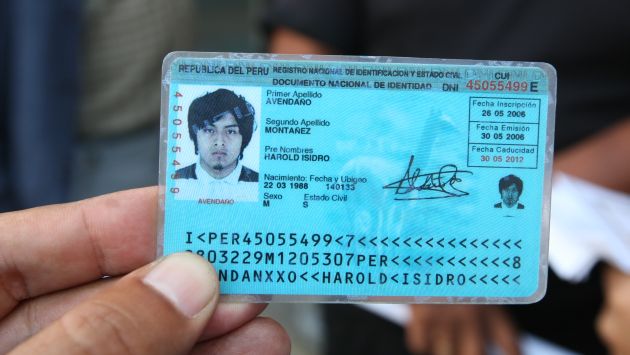 REPUBLICA DEL PERU REGISTRO NACIONAL DE IDENTIFICACION Y ESTADO CIVIL CUI
DOCUMENTO NACIONAL DE IDENTIDAD DNI 45055499 E
45055499
Primer Apellido
AVENDAÑO
Segundo Apellido
MONTAÑEZ
Pre Nombres
HAROLD ISIDRO
Nacimiento: Fecha y Ubigeo
22 03 1988 140133
Sexo Estado Civil
M S
AVENDAÑO
Fecha Inscripción
26 05 2006
Fecha Emisión
30 05 2006
Fecha Caducidad
30 05 2012
I<PER45055499<7<<<<<<<<<<<<<<<
8803229M1205307PER<<<<<<<<<<<8
NDANXXO<<HAROLD<ISIDRO<<<<<